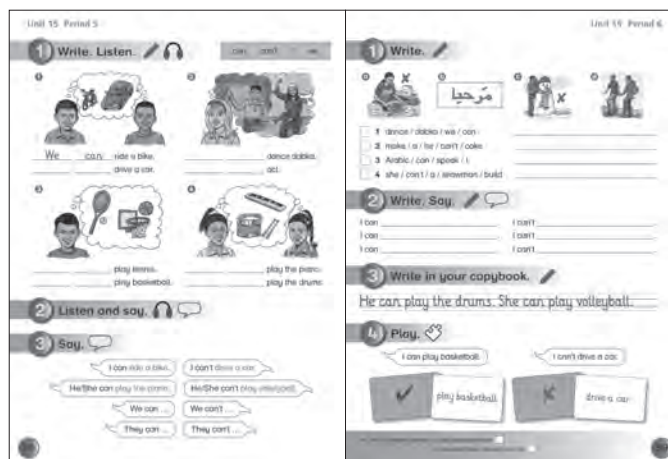 Unit 15 Period 5
1 Write. Listen.
can can't we
1
2
We can ride a bike.
drive a car.
dance dabka.
act.
3
4
play tennis.
play basketball.
play the piano.
play the drums.
2 Listen and say.
3 Say.
I can ride a bike. I can't drive a car.
He/She can play the piano. He/She can't play volleyball.
We can ... We can't ...
They can ... They can't ...
Unit 15 Period 6
1 Write.
a b c d
مَرحبا
1 dance / dabka / we / can
2 make / a / he / can't / cake
3 Arabic / can / speak / I
4 she / can't / a / snowman / build
2 Write. Say.
I can I can't
I can I can't
I can I can't
3 Write in your copybook.
He can play the drums. She can play volleyball.
4 Play.
I can play basketball. I can't drive a car.
play basketball drive a car